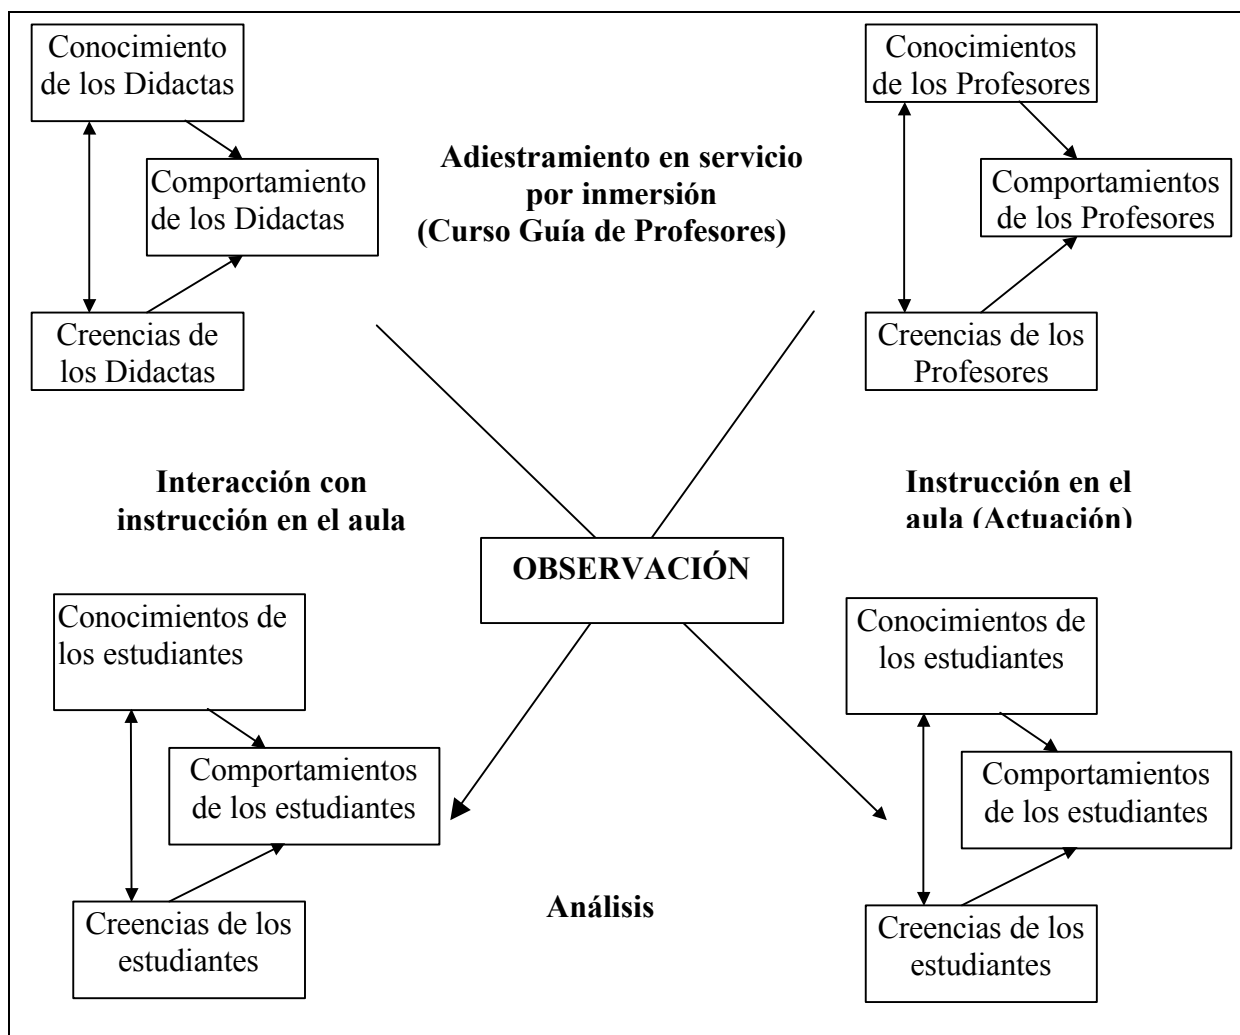 Conocimiento
de los Didactas
Comportamiento
de los Didactas
Creencias de
los Didactas
Adiestramiento en servicio
por inmersión
(Curso Guía de Profesores)
Conocimientos
de los Profesores
Comportamientos
de los Profesores
Creencias de los
Profesores
Interacción con
instrucción en el aula
Instrucción en el
aula (Actuación)
OBSERVACIÓN
Conocimientos de
los estudiantes
Comportamientos
de los estudiantes
Creencias de los
estudiantes
Análisis
Conocimientos de
los estudiantes
Comportamientos
de los estudiantes
Creencias de los
estudiantes